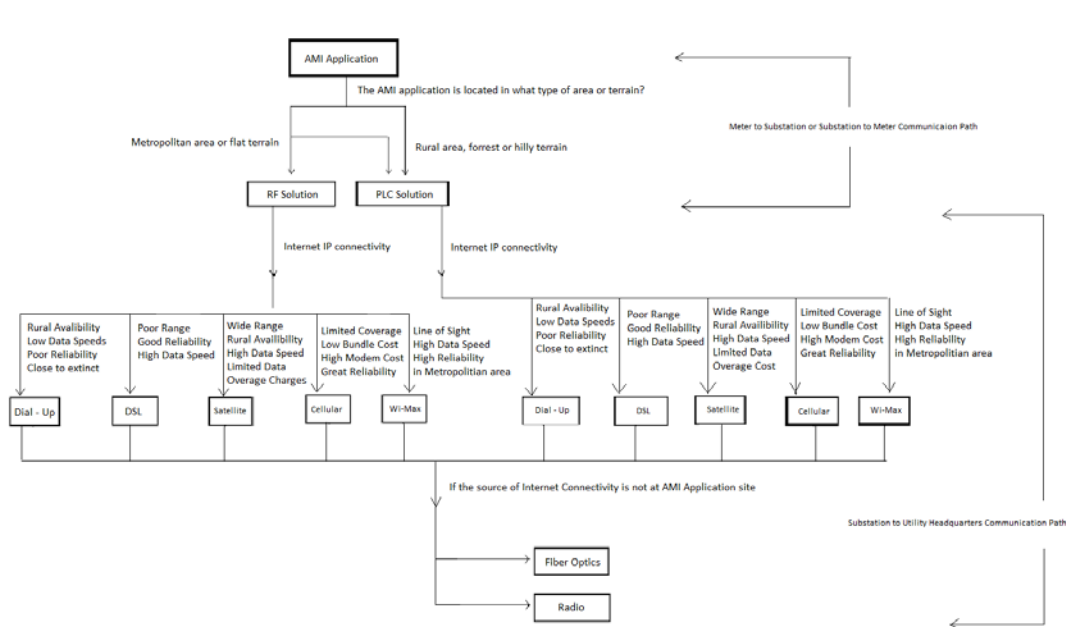 AMI Application
The AMI application is located in what type of area or terrain?
Meter to Substation or Substation to Meter Communicaion Path
Metropolitan area or flat terrain
Rural area, forrest or hilly terrain
RF Solution
PLC Solution
Internet IP connectivity
Internet IP connectivity
Rural Avalibility
Low Data Speeds
Poor Reliability
Close to extinct
Poor Range
Good Reliability
High Data Speed
Wide Range
Rural Availlbility
High Data Speed
Limited Data
Overage Charges
Limited Coverage
Low Bundle Cost
High Modem Cost
Great Reliability
Line of Sight
High Data Speed
High Reliability
in Metropolitian area
Rural Avalibility
Low Data Speeds
Poor Reliability
Close to extinct
Poor Range
Good Reliability
High Data Speed
Wide Range
Rural Availlbility
High Data Speed
Limited Data
Overage Cost
Limited Coverage
Low Bundle Cost
High Modem Cost
Great Reliability
Line of Sight
High Data Speed
High Reliability
in Metropolitian area
Dial - Up
DSL
Satellite
Cellular
Wi-Max
Dial - Up
DSL
Satellite
Cellular
Wi-Max
If the source of Internet Connectivity is not at AMI Application site
Substation to Utility Headquarters Communication Path
Fiber Optics
Radio